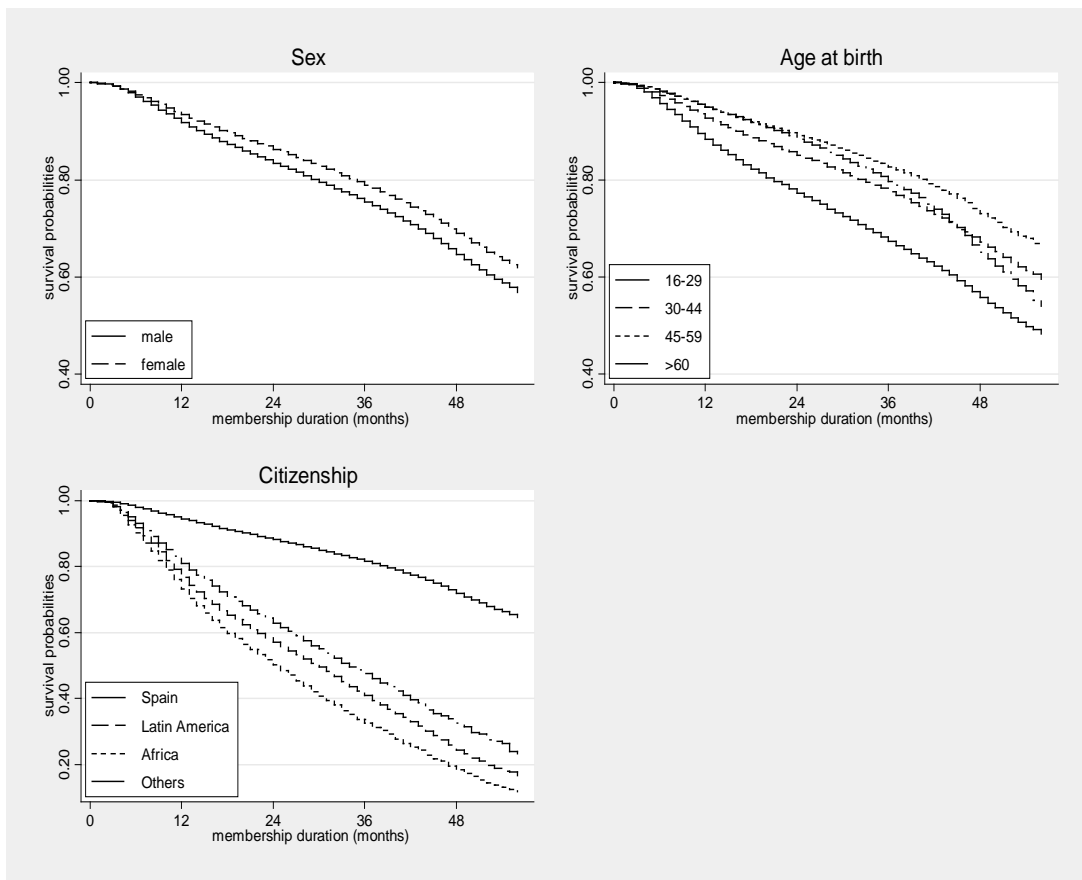 Sex
survival probabilities
1.00
0.80
0.60
0.40
male
female
0 12 24 36 48
membership duration (months)
Age at birth
survival probabilities
1.00
0.80
0.60
0.40
16-29
30-44
45-59
>60
0 12 24 36 48
membership duration (months)
Citizenship
survival probabilities
1.00
0.80
0.60
0.40
0.20
Spain
Latin America
Africa
Others
0 12 24 36 48
membership duration (months)